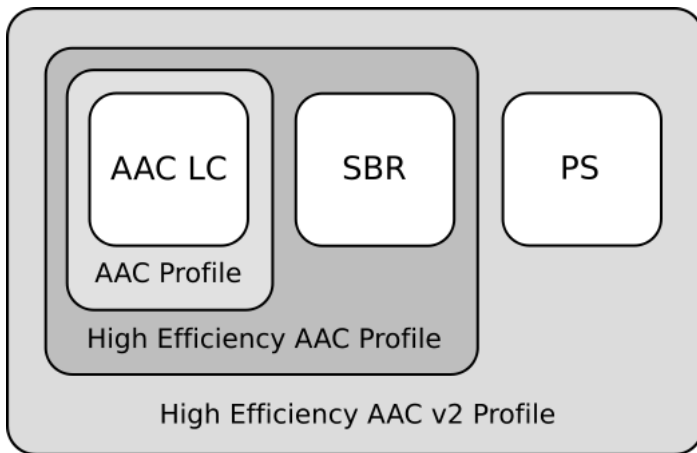 AAC LC
SBR
PS
AAC Profile
High Efficiency AAC Profile
High Efficiency AAC v2 Profile